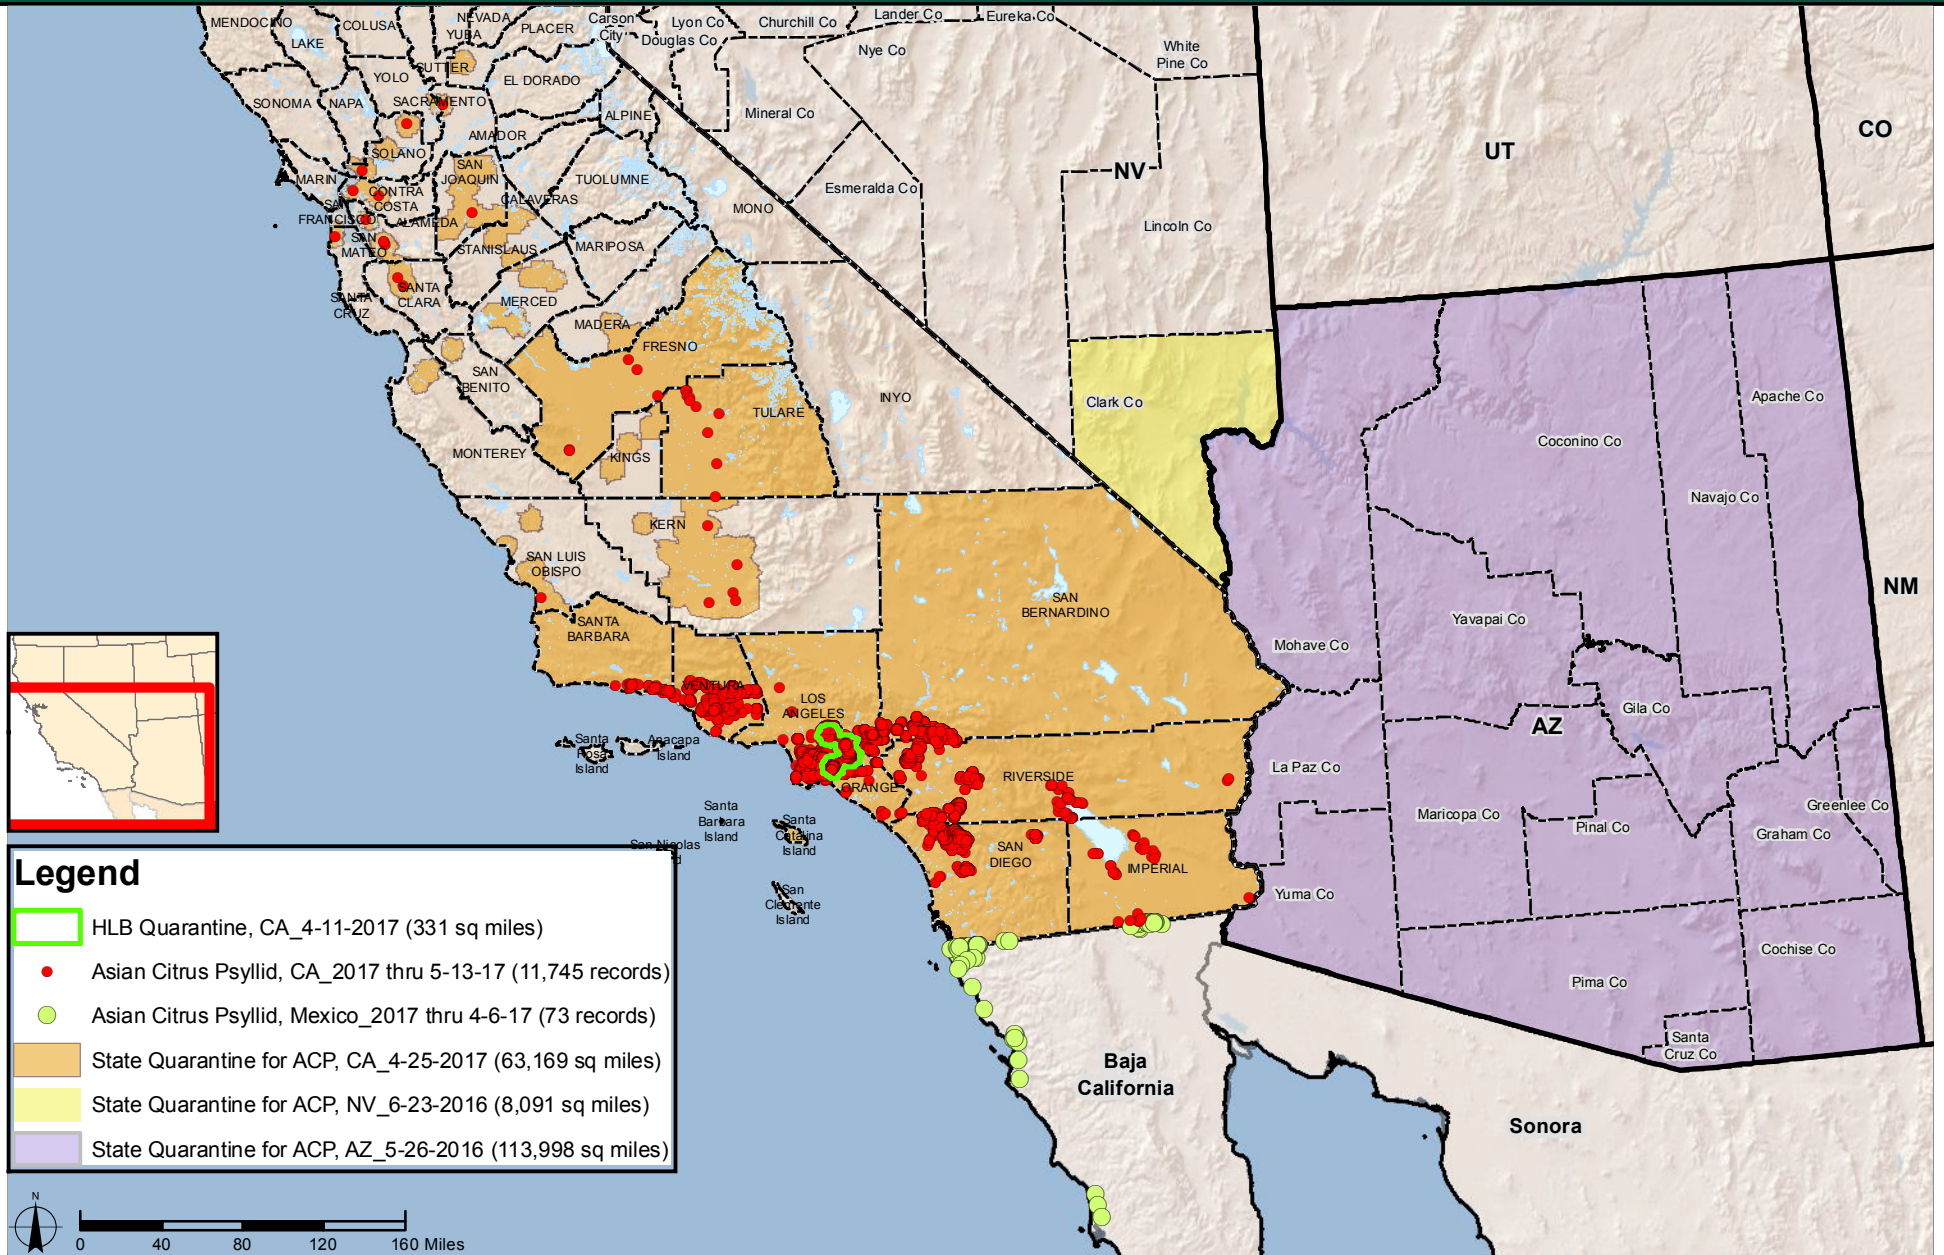 MENDOCINO
COLUSA
NEVADA
YUBA
PLACER
Carson
City
Lyon Co
Douglas Co
Churchill Co
Lander Co
Eureka Co
LAKE
SUTTER
YOLO
EL DORADO
Nye Co
White
Pine Co
SONOMA
NAPA
SACRAMENTO
ALPINE
Mineral Co
AMADOR
SOLANO
UT
CO
MARIN
SAN
JOAQUIN
TUOLUMNE
NV
CONTRA
COSTA
CALAVERAS
Esmeralda Co
SAN
FRANCISCO
ALAMEDA
MONO
Lincoln Co
SAN
MATEO
STANISLAUS
MARIPOSA
SANTA
CLARA
SANTA
CRUZ
MERCED
MADERA
FRESNO
SAN
BENITO
TULARE
INYO
Clark Co
Apache Co
Coconino Co
MONTEREY
KINGS
Navajo Co
KERN
SAN LUIS
OBISPO
NM
SAN
BERNARDINO
SANTA
BARBARA
Yavapai Co
Mohave Co
VENTURA
LOS
ANGELES
Gila Co
AZ
Santa
Rosa
Island
Anacapa
Island
La Paz Co
RIVERSIDE
ORANGE
Santa
Barbara
Island
Santa
Catalina
Island
Maricopa Co
Pinal Co
Greenlee Co
Graham Co
San Nicolas
SAN
DIEGO
IMPERIAL
San
Clemente
Island
Yuma Co
Cochise Co
Pima Co
Santa
Cruz Co
Baja
California
Sonora
Legend
HLB Quarantine, CA_4-11-2017 (331 sq miles)
Asian Citrus Psyllid, CA_2017 thru 5-13-17 (11,745 records)
Asian Citrus Psyllid, Mexico_2017 thru 4-6-17 (73 records)
State Quarantine for ACP, CA_4-25-2017 (63,169 sq miles)
State Quarantine for ACP, NV_6-23-2016 (8,091 sq miles)
State Quarantine for ACP, AZ_5-26-2016 (113,998 sq miles)
N
0 40 80 120 160 Miles